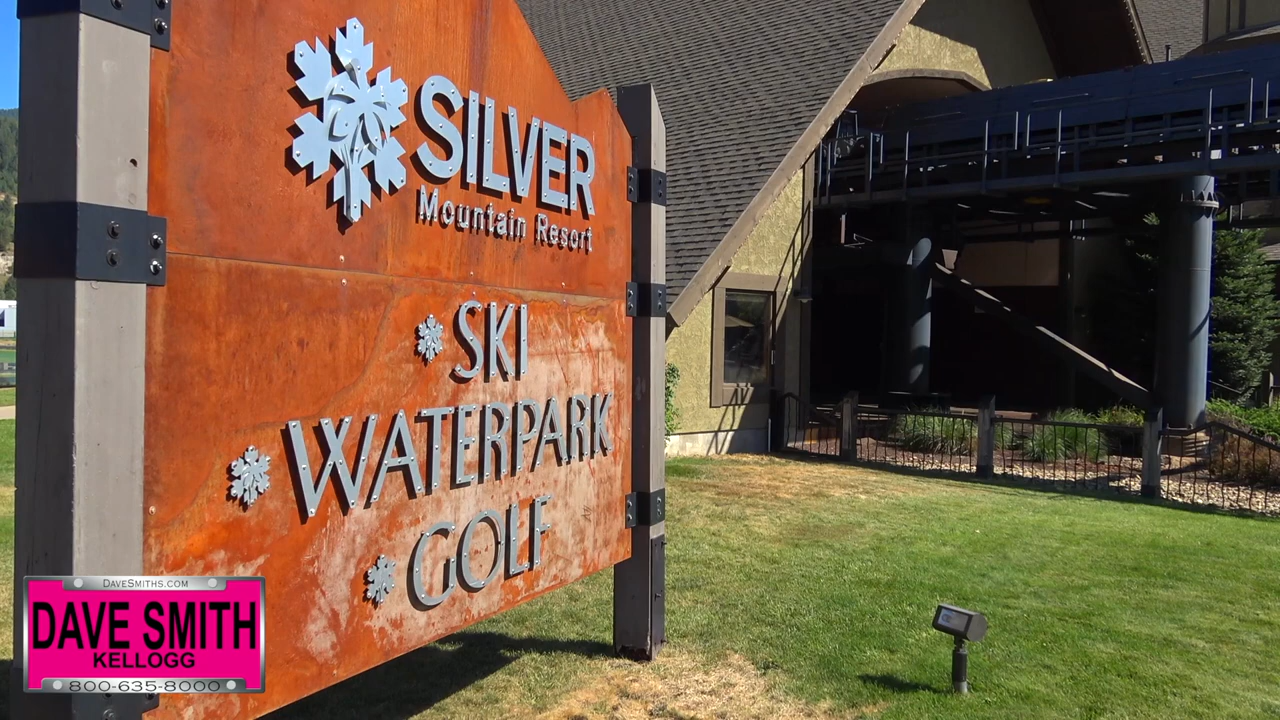 SILVER
Mountain Resort
SKI
WATERPARK
GOLF
DAVESMITHS.COM
DAVE SMITH
KELLOGG
800-635-8000